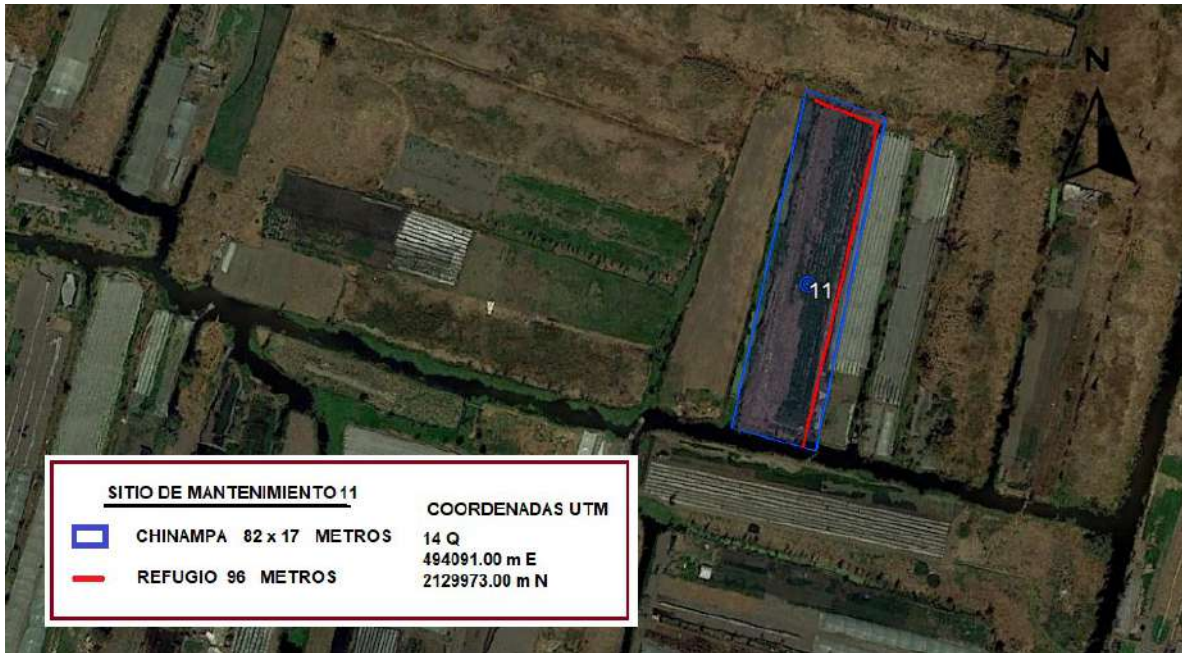 N
11
SITIO DE MANTENIMIENTO 11
COORDENADAS UTM
CHINAMPA 82 x 17 METROS
14 Q
494091.00 m E
REFUGIO 96 METROS
2129973.00 m N